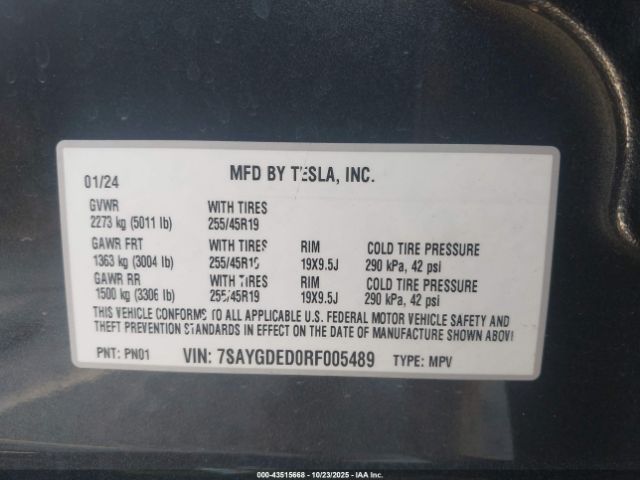 MFD BY TESLA, INC.
01/24
GVWR WITH TIRES
2273 kg (5011 lb) 255/45R19
GAWR FRT WITH TIRES RIM COLD TIRE PRESSURE
1363 kg (3004 lb) 255/45R19 19X9.5J 290 kPa, 42 psi
GAWR RR WITH TIRES RIM COLD TIRE PRESSURE
1500 kg (3306 lb) 255/45R19 19X9.5J 290 kPa, 42 psi
THIS VEHICLE CONFORMS TO ALL APPLICABLE U.S. FEDERAL MOTOR VEHICLE SAFETY AND
THEFT PREVENTION STANDARDS IN EFFECT ON THE DATE OF MANUFACTURE SHOWN ABOVE
PNT: PN01 VIN: 7SAYGDED0RF005489 TYPE: MPV
© 43515668 - 10/23/2025 - IAA Inc.